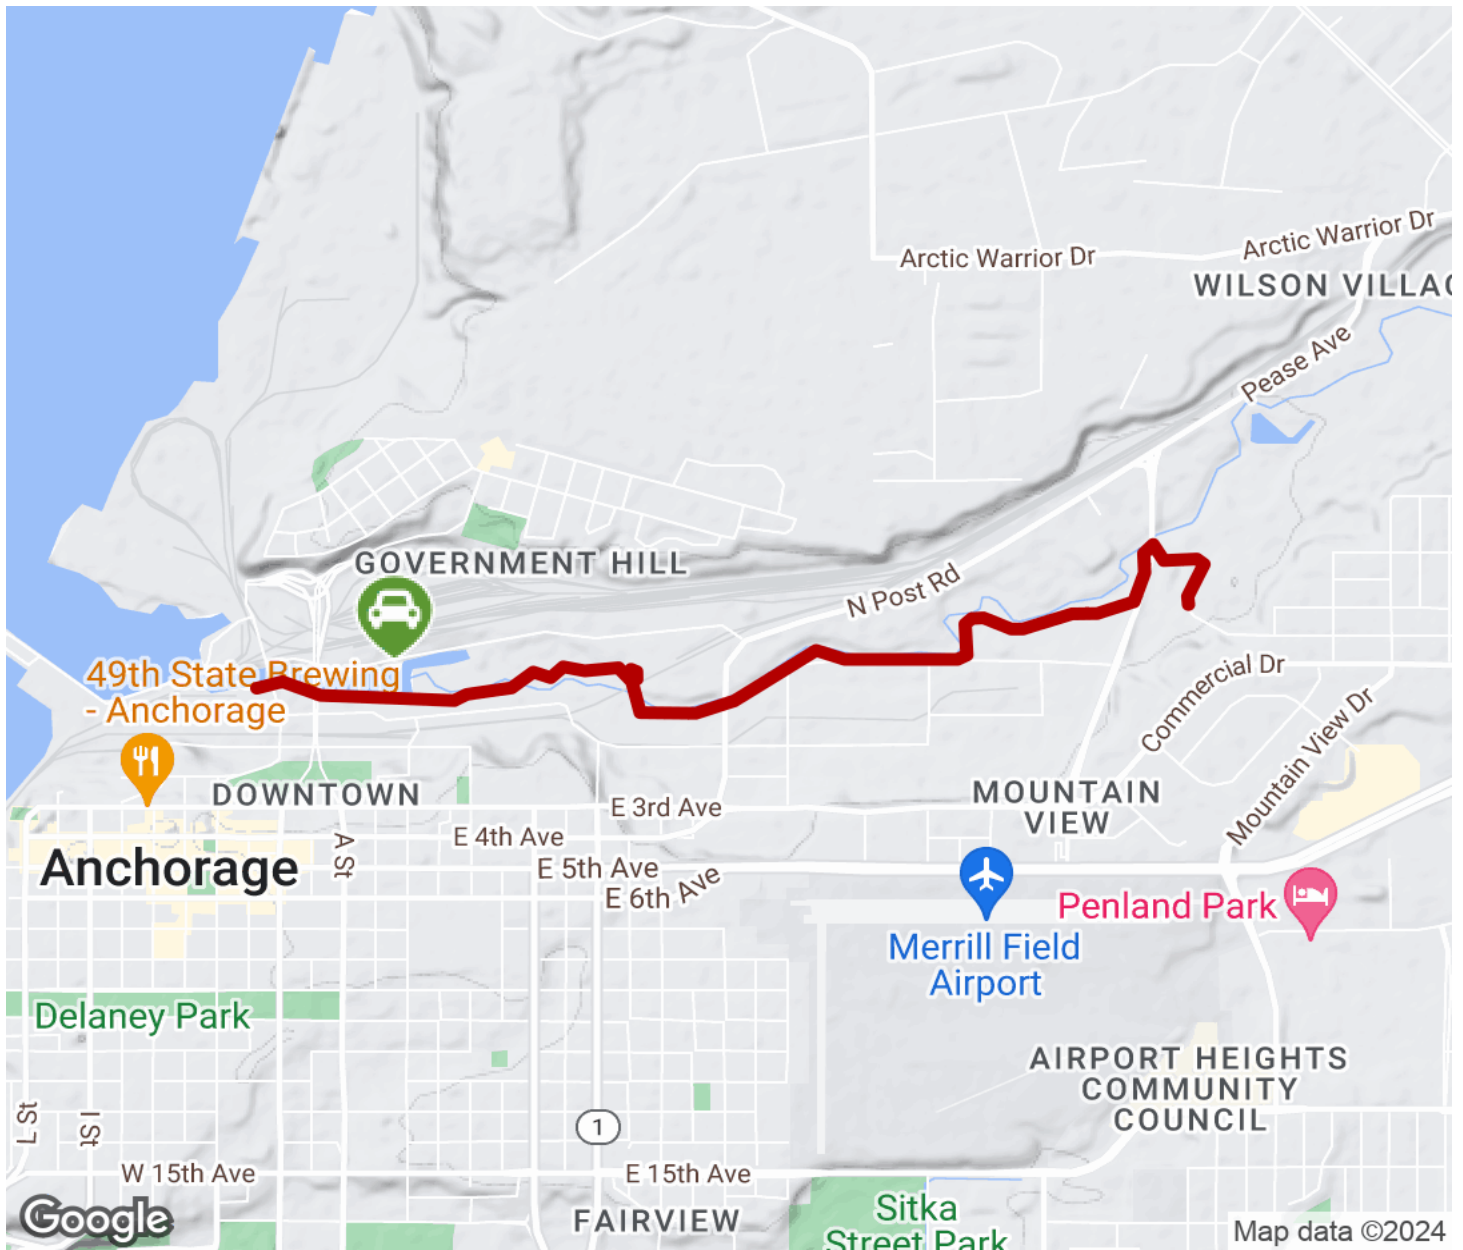 Arctic Warrior Dr
Arctic Warrior Dr
WILSON VILLAG
Pease Ave
GOVERNMENT HILL
N Post Rd
49th State Brewing
- Anchorage
Commercial Dr
Mountain View Dr
DOWNTOWN
MOUNTAIN
VIEW
E 3rd Ave
E 4th Ave
A St
Anchorage
E 5th Ave
E 6th Ave
Penland Park
Merrill Field
Airport
Delaney Park
AIRPORT HEIGHTS
COMMUNITY
COUNCIL
L St
I St
1
W 15th Ave
E 15th Ave
Sitka
Street Park
FAIRVIEW
Google
Map data ©2024